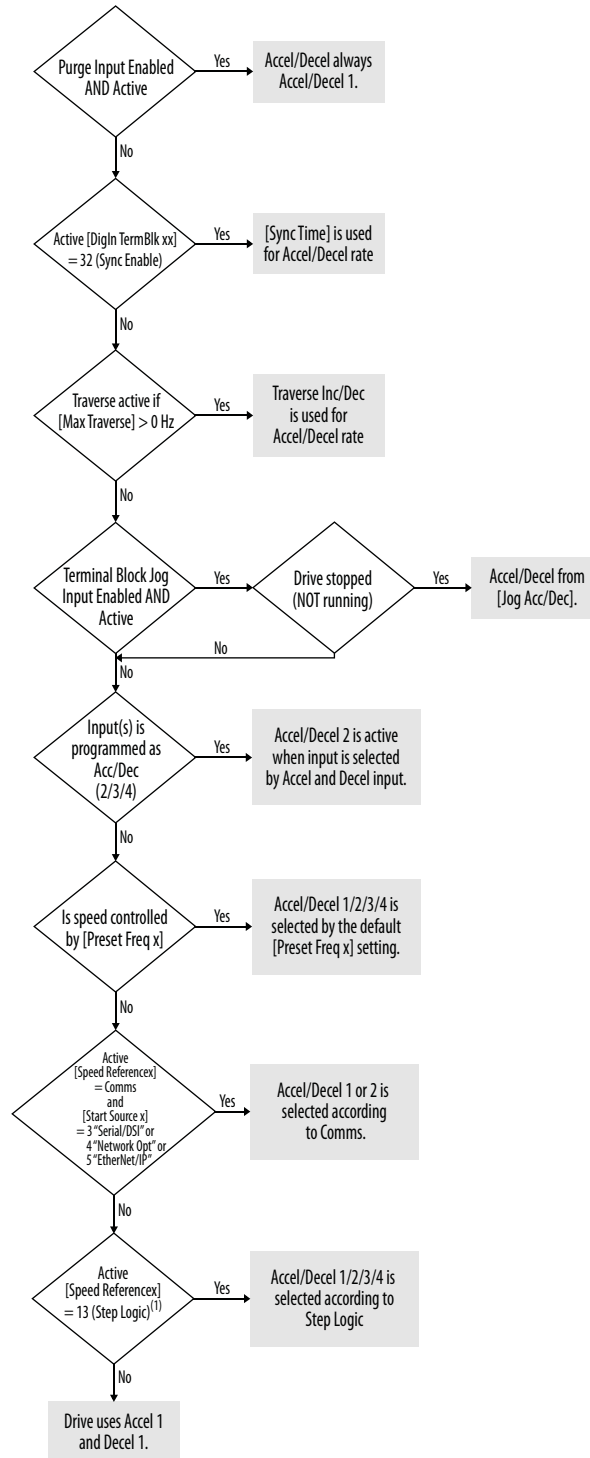 Purge Input Enabled
AND Active
Yes
Accel/Decel always
Accel/Decel 1.
No
Active [DigIn TermBlk xx]
= 32 (Sync Enable)
Yes
[Sync Time] is used
for Accel/Decel rate
No
Traverse active if
[Max Traverse] > 0 Hz
Yes
Traverse Inc/Dec
is used for
Accel/Decel rate
No
Terminal Block Jog
Input Enabled AND
Active
Yes
Drive stopped
(NOT running)
Yes
Accel/Decel from
[Jog Acc/Dec].
No
No
Input(s) is
programmed as
Acc/Dec
(2/3/4)
Yes
Accel/Decel 2 is active
when input is selected
by Accel and Decel input.
No
Is speed controlled
by [Preset Freq x]
Yes
Accel/Decel 1/2/3/4 is
selected by the default
[Preset Freq x] setting.
No
Active
[Speed Referencex]
= Comms
and
[Start Source x]
= 3 “Serial/DSI” or
4 “Network Opt” or
5 “EtherNet/IP”
Yes
Accel/Decel 1 or 2 is
selected according
to Comms.
No
Active
[Speed Referencex]
= 13 (Step Logic)(1)
Yes
Accel/Decel 1/2/3/4 is
selected according to
Step Logic
No
Drive uses Accel 1
and Decel 1.